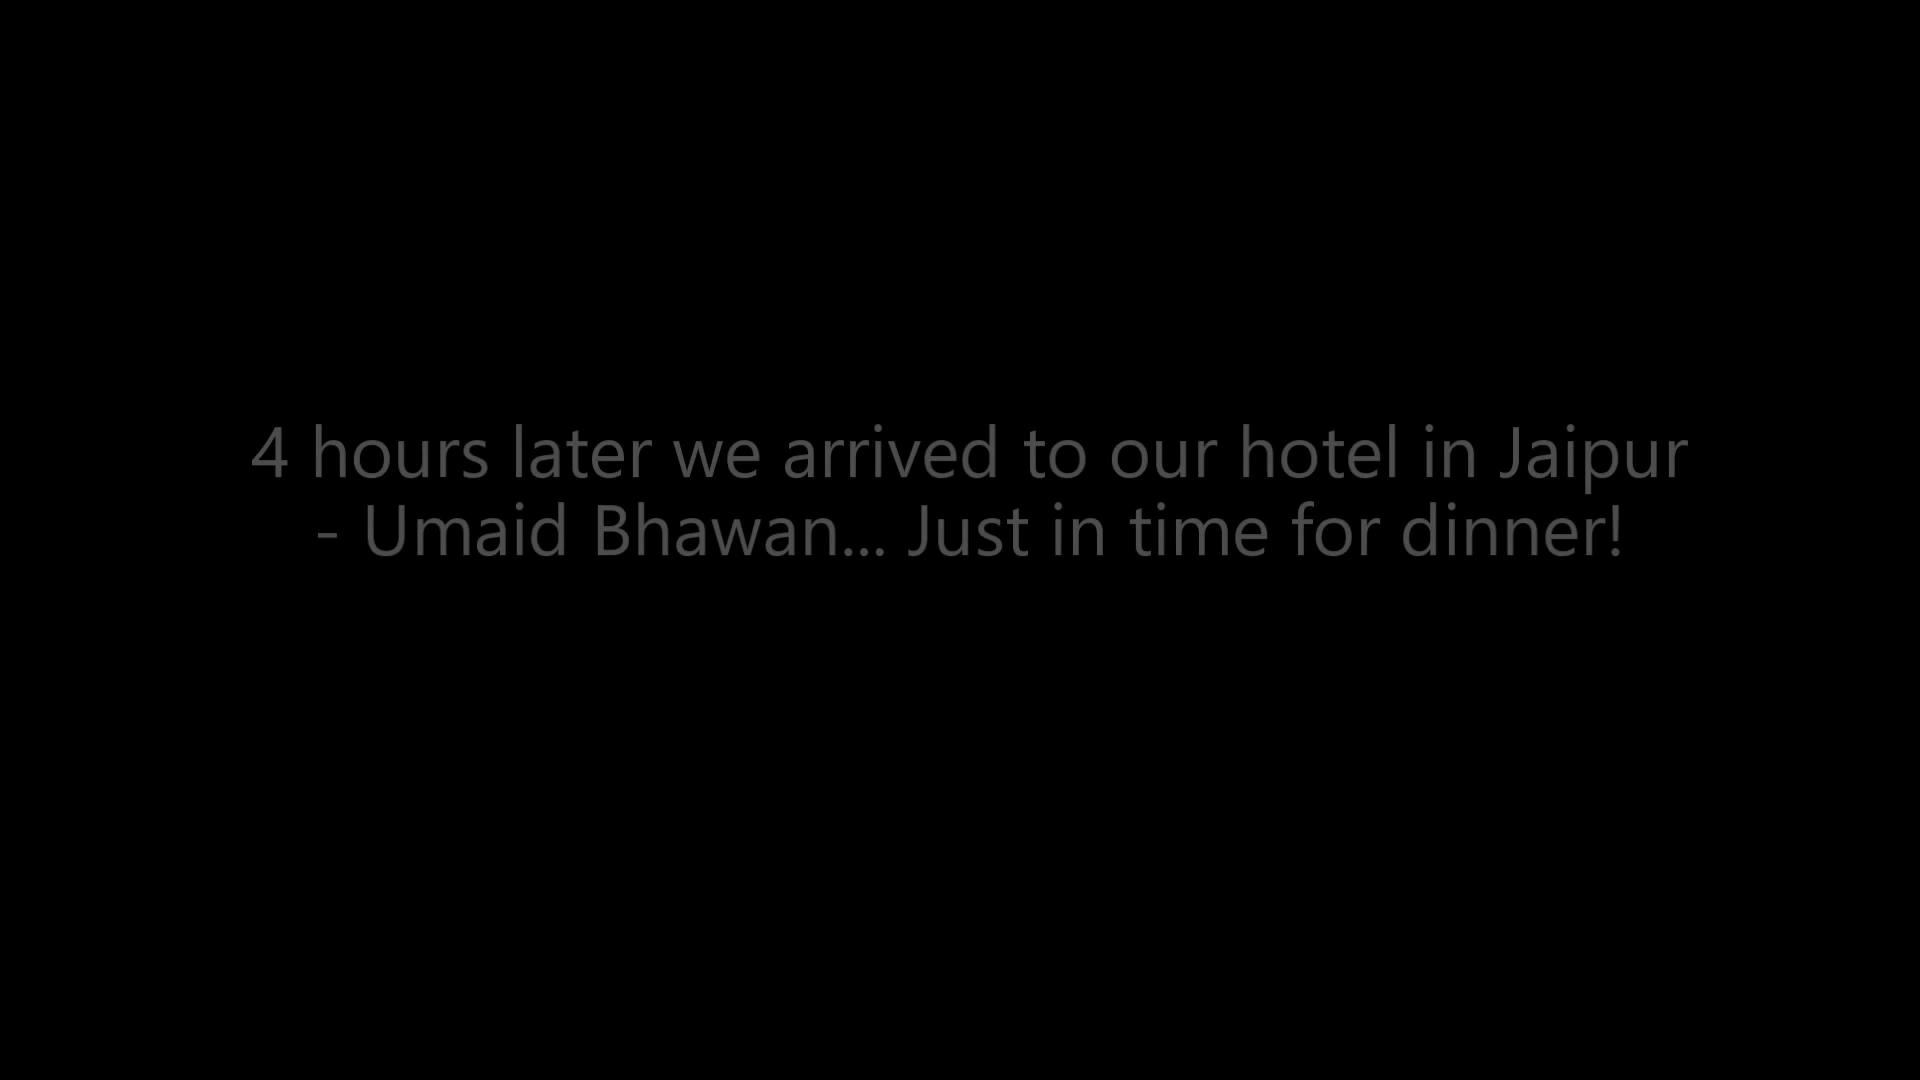 4 hours later we arrived to our hotel in Jaipur
- Umaid Bhawan... Just in time for dinner!